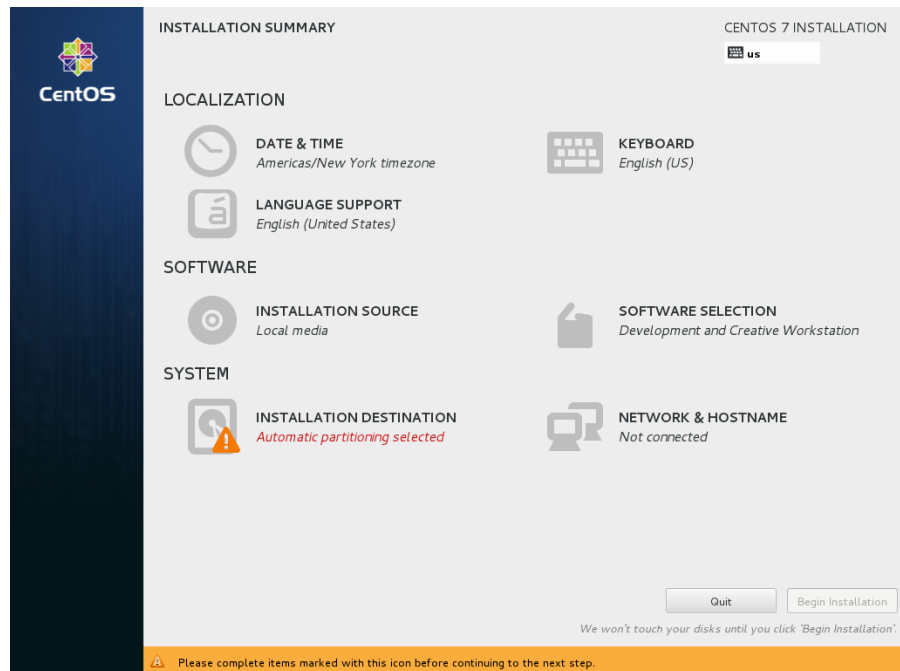 INSTALLATION SUMMARY
CENTOS 7 INSTALLATION
us
CentOS
LOCALIZATION
DATE & TIME
Americas/New York timezone
KEYBOARD
English (US)
á
LANGUAGE SUPPORT
English (United States)
SOFTWARE
INSTALLATION SOURCE
Local media
SOFTWARE SELECTION
Development and Creative Workstation
SYSTEM
INSTALLATION DESTINATION
Automatic partitioning selected
NETWORK & HOSTNAME
Not connected
Quit
Begin Installation
We won't touch your disks until you click 'Begin Installation'.
Please complete items marked with this icon before continuing to the next step.